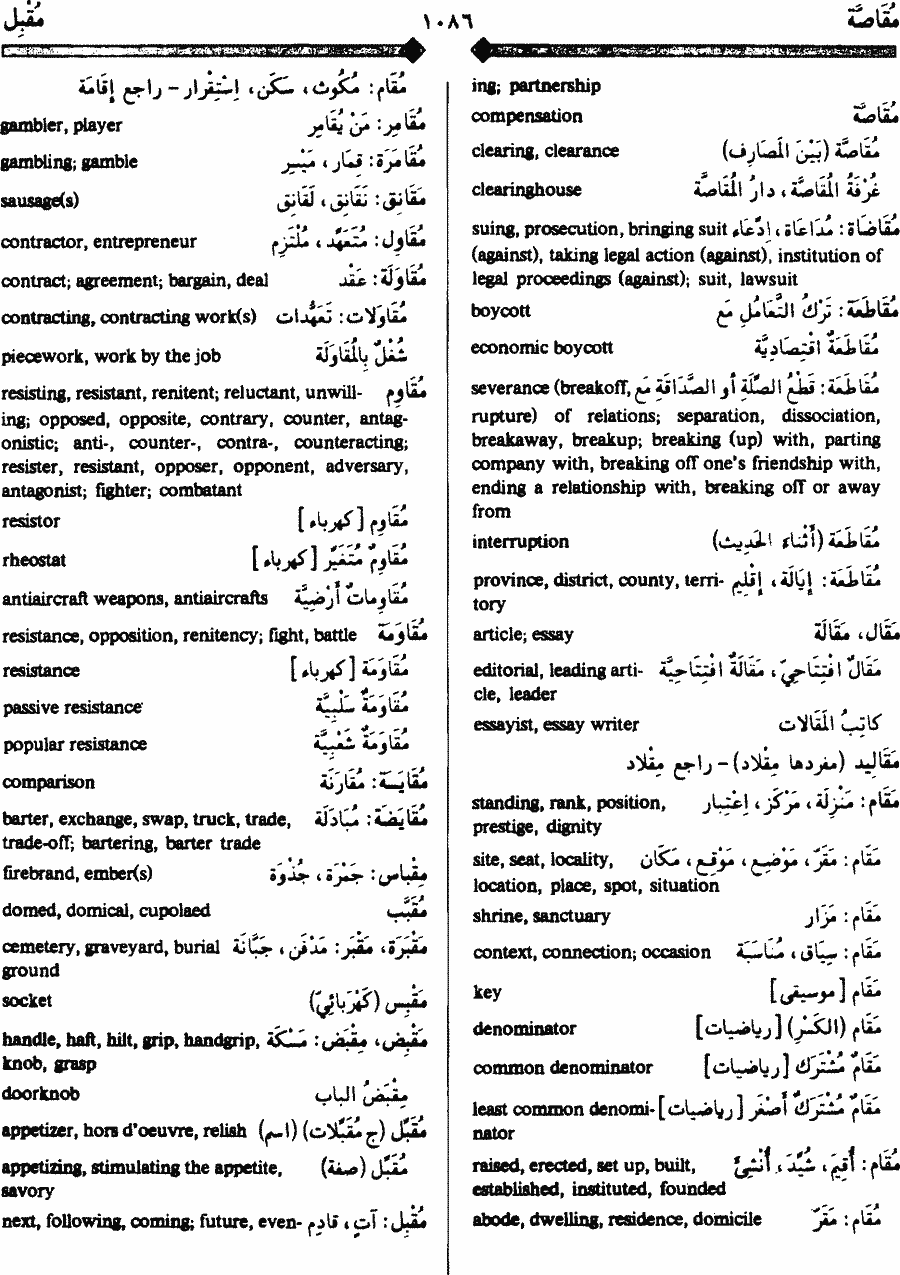 مُقَاصَّة ١٠٨٦ مُقْبِل
ing; partnership
compensation مُقَاصَّة
clearing, clearance مُقَاصَّة (بَيْنَ المَصَارِف)
clearinghouse غُرْفَةُ المُقَاصَّة ، دارُ المُقَاصَّة
suing, prosecution, bringing suit مُقَاضَاة : مُدَاعَاة ، اِدِّعَاء
(against), taking legal action (against), institution of
legal proceedings (against); suit, lawsuit
boycott مُقَاطَعَة : تَرْكُ التَّعَامُل مَع
economic boycott مُقَاطَعَةٌ اقْتِصَادِيَّة
severance (breakoff, مُقَاطَعَة : قَطْعُ الصِّلَة أو الصَّدَاقَة مَع
rupture) of relations; separation, dissociation,
breakaway, breakup; breaking (up) with, parting
company with, breaking off one's friendship with,
ending a relationship with, breaking off or away
from
interruption مُقَاطَعَة (أَثْنَاءَ الحَدِيث)
province, district, county, terri- مُقَاطَعَة : إِيَالَة ، إِقْلِيم
tory
article; essay مَقَال ، مَقَالَة
editorial, leading arti- مَقَالٌ افْتِتَاحِيّ ، مَقَالَةٌ افْتِتَاحِيَّة
cle, leader
essayist, essay writer كاتِبُ المَقَالات
مَقَالِيد (مفردها مِقْلاد) – راجع مِقْلاد
standing, rank, position, مَقَام : مَنْزِلَة ، مَرْكَز ، اِعْتِبار
prestige, dignity
site, seat, locality, مَقَام : مَقَرّ ، مَوْضِع ، مَوْقِع ، مَكَان
location, place, spot, situation
shrine, sanctuary مَقَام : مَزَار
context, connection; occasion مَقَام : سِيَاق ، مُنَاسَبَة
key مَقَام [موسيقى]
denominator مَقَام (الكَسْر) [رياضيات]
common denominator مَقَامٌ مُشْتَرَك [رياضيات]
least common denomi- مَقَامٌ مُشْتَرَكٌ أَصْغَر [رياضيات]
nator
raised, erected, set up, built, مُقَام : أُقِيمَ ، شُيِّدَ ، أُنْشِئَ
established, instituted, founded
abode, dwelling, residence, domicile مُقَام : مَقَرّ
مُقَام : مُكُوث ، سَكَن ، اِسْتِقْرار – راجع إِقَامَة
gambler, player مُقَامِر : مَنْ يُقَامِر
gambling; gamble مُقَامَرَة : قِمَار ، مَيْسِر
sausage(s) مَقَانِق : نَقَانِق ، لَقَانِق
contractor, entrepreneur مُقَاوِل : مُتَعَهِّد ، مُلْتَزِم
contract; agreement; bargain, deal مُقَاوَلَة : عَقْد
contracting, contracting work(s) مُقَاوَلات : تَعَهُّدات
piecework, work by the job شُغْلٌ بِالْمُقَاوَلَة
resisting, resistant, renitent; reluctant, unwill- مُقَاوِم
ing; opposed, opposite, contrary, counter, antag-
onistic; anti-, counter-, contra-, counteracting;
resister, resistant, opposer, opponent, adversary,
antagonist; fighter; combatant
resistor مُقَاوِم [كهرباء]
rheostat مُقَاوِمٌ مُتَغَيِّر [كهرباء]
antiaircraft weapons, antiaircrafts مُقَاوِمَاتٌ أَرْضِيَّة
resistance, opposition, renitency; fight, battle مُقَاوَمَة
resistance مُقَاوَمَة [كهرباء]
passive resistance مُقَاوَمَةٌ سَلْبِيَّة
popular resistance مُقَاوَمَةٌ شَعْبِيَّة
comparison مُقَايَسَة : مُقَارَنَة
barter, exchange, swap, truck, trade, مُقَايَضَة : مُبَادَلَة
trade-off; bartering, barter trade
firebrand, ember(s) مِقْبَاس : جَمْرَة ، جَذْوَة
domed, domical, cupolaed مُقَبَّب
cemetery, graveyard, burial مَقْبَرَة ، مَقْبَر : مَدْفَن ، جَبَّانَة
ground
socket مَقْبِس (كَهْرَبائِيّ)
handle, haft, hilt, grip, handgrip, مَقْبِض ، مِقْبَض : مَسْكَة
knob, grasp
doorknob مِقْبَضُ الباب
appetizer, hors d'oeuvre, relish مُقَبِّل (ج مُقَبِّلات) (اسم)
appetizing, stimulating the appetite, مُقَبِّل (صفة)
savory
next, following, coming; future, even- مُقْبِل : آتٍ ، قادِم